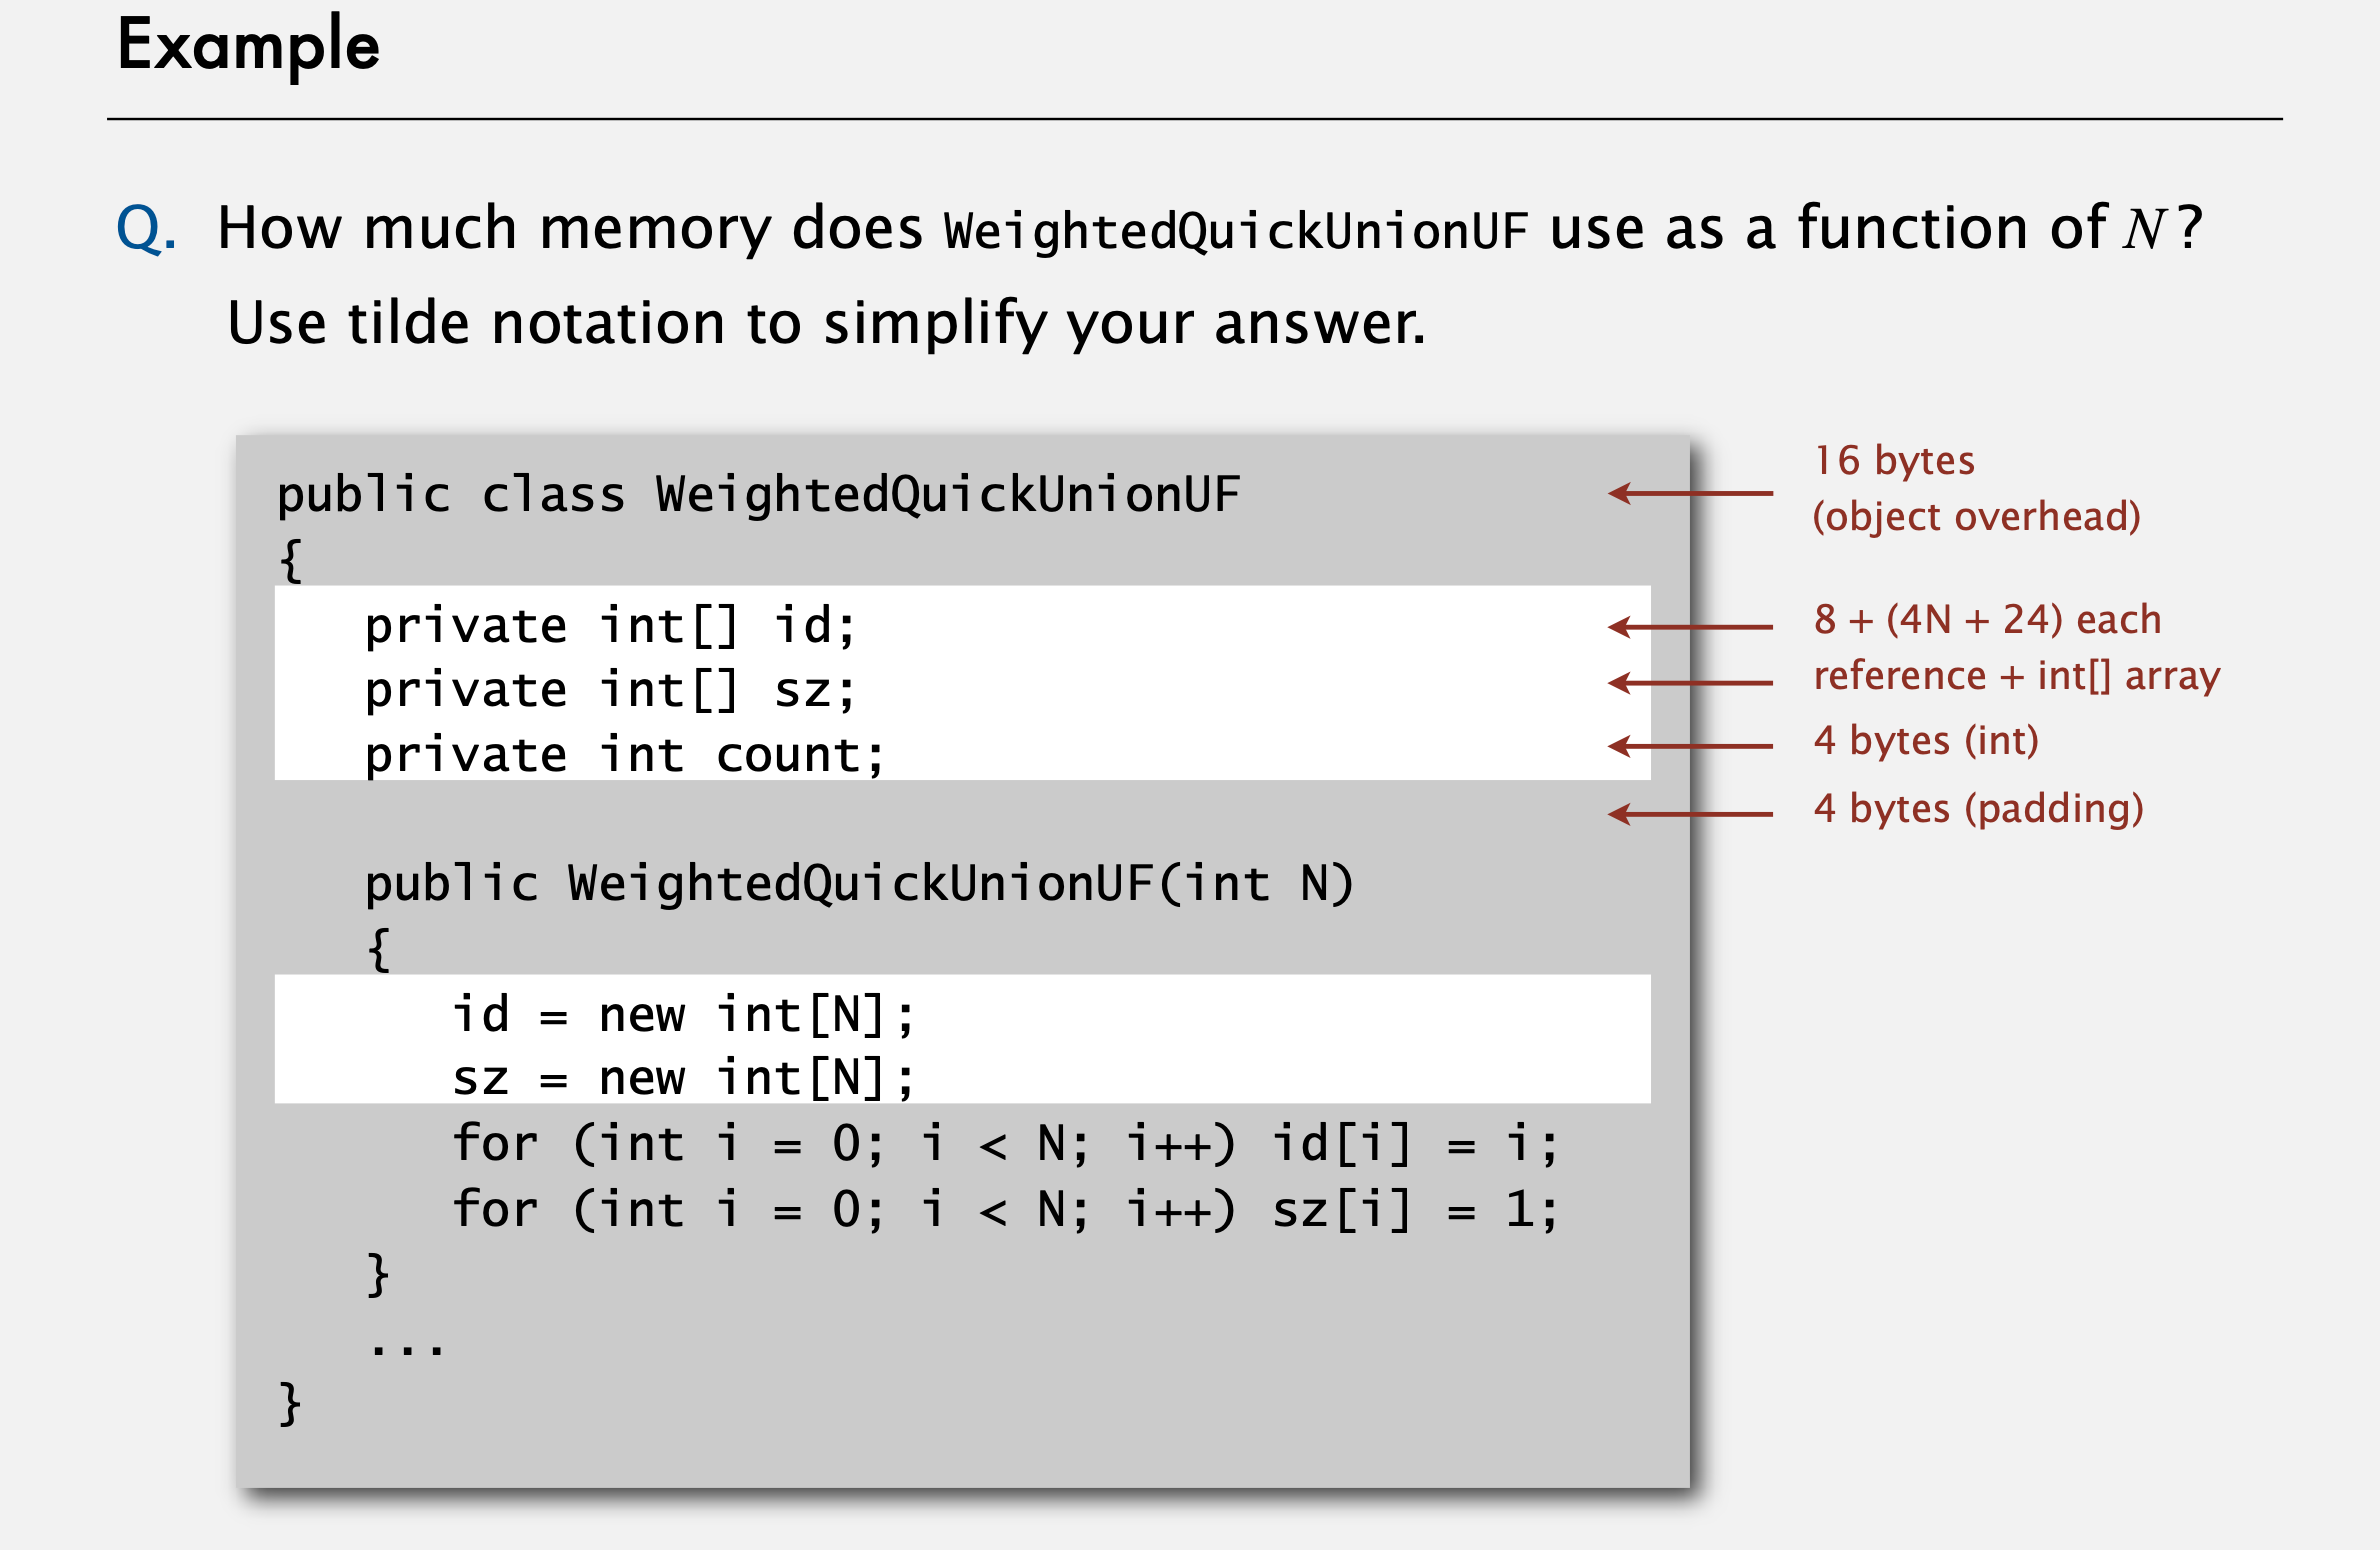 Example
Q. How much memory does WeightedQuickUnionUF use as a function of N ?
Use tilde notation to simplify your answer.
public class WeightedQuickUnionUF
16 bytes
(object overhead)
{
private int[] id;
8 + (4N + 24) each
private int[] sz;
reference + int[] array
private int count;
4 bytes (int)
4 bytes (padding)
public WeightedQuickUnionUF(int N)
{
id = new int[N];
sz = new int[N];
for (int i = 0; i < N; i++) id[i] = i;
for (int i = 0; i < N; i++) sz[i] = 1;
}
...
}